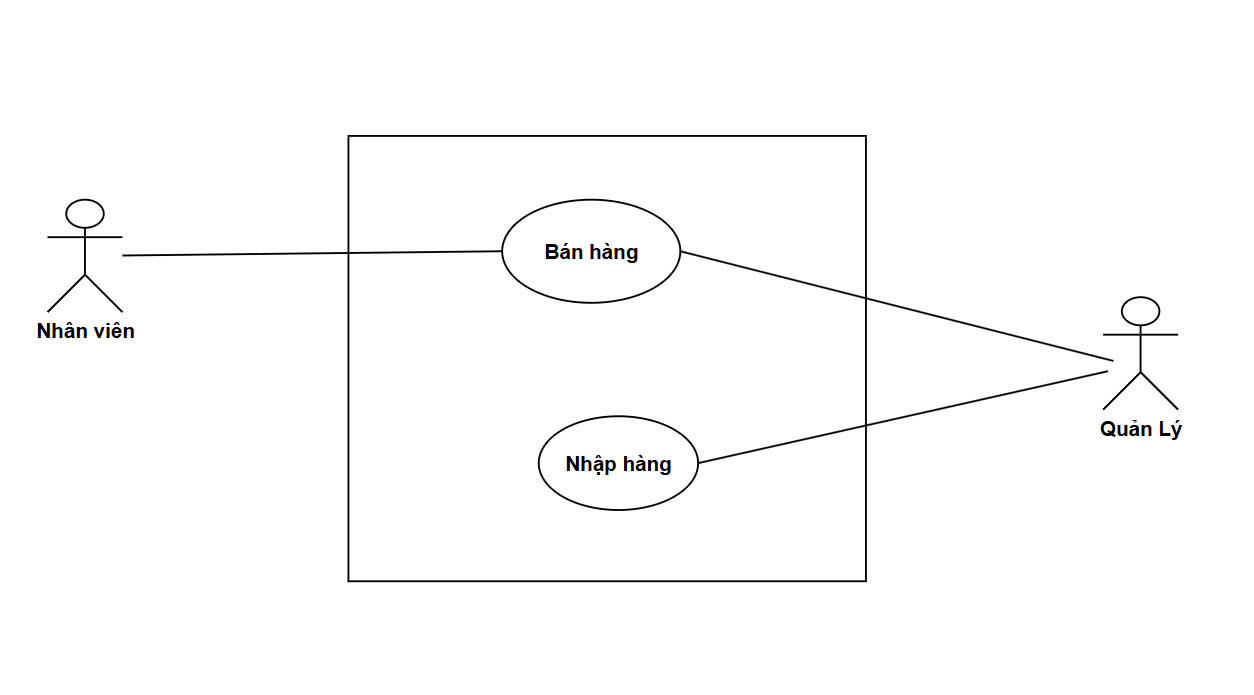 Bán hàng
Nhân viên
Quản Lý
Nhập hàng